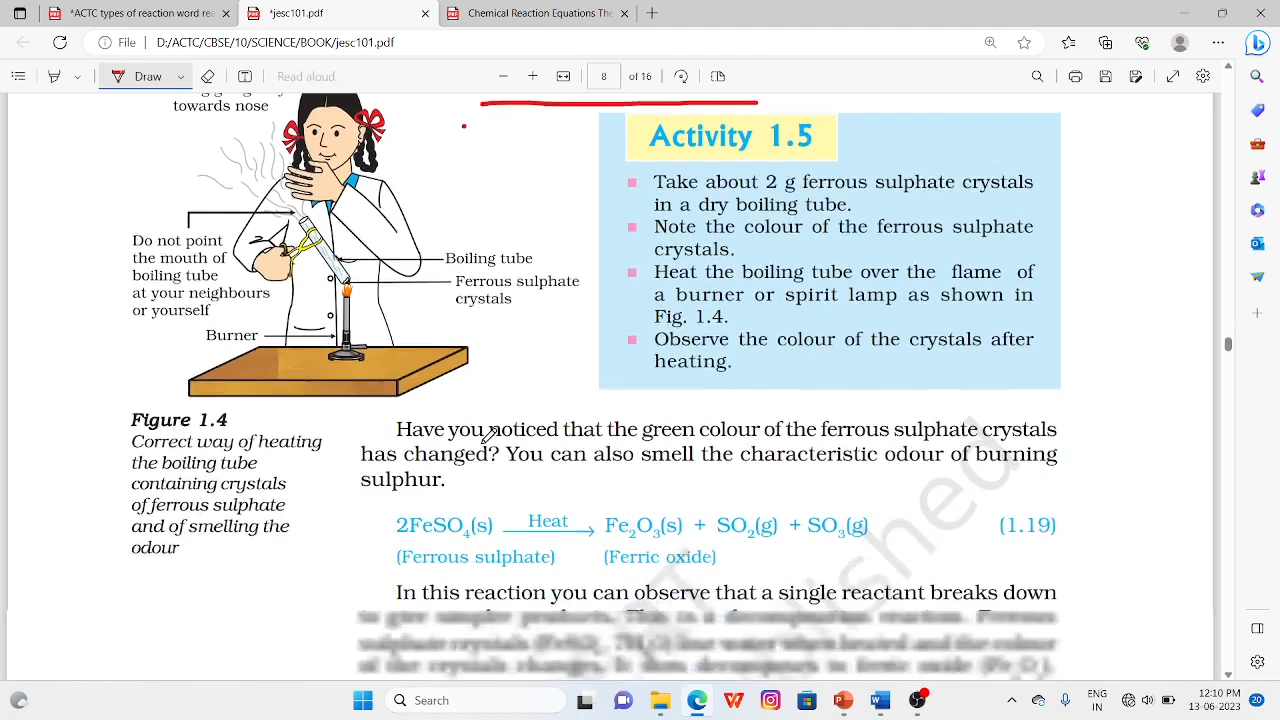 *ACTC types of reaction word rea
*jesc101.pdf
Chemical Reaction Equations The
File
D:/ACTC/CBSE/10/SCIENCE/BOOK/jesc101.pdf
Draw
Read aloud
8
of 16
towards nose
Do not point
the mouth of
boiling tube
at your neighbours
or yourself
Boiling tube
Ferrous sulphate
crystals
Burner
Figure 1.4
Correct way of heating
the boiling tube
containing crystals
of ferrous sulphate
and of smelling the
odour
Activity 1.5
Take about 2 g ferrous sulphate crystals
in a dry boiling tube.
Note the colour of the ferrous sulphate
crystals.
Heat the boiling tube over the flame of
a burner or spirit lamp as shown in
Fig. 1.4.
Observe the colour of the crystals after
heating.
Have you noticed that the green colour of the ferrous sulphate crystals
has changed? You can also smell the characteristic odour of burning
sulphur.
2FeSO₄(s) Heat → Fe₂O₃(s) + SO₂(g) + SO₃(g) (1.19)
(Ferrous sulphate) (Ferric oxide)
In this reaction you can observe that a single reactant breaks down
Search
ENG
IN
12:10 PM
13-06-2023
20